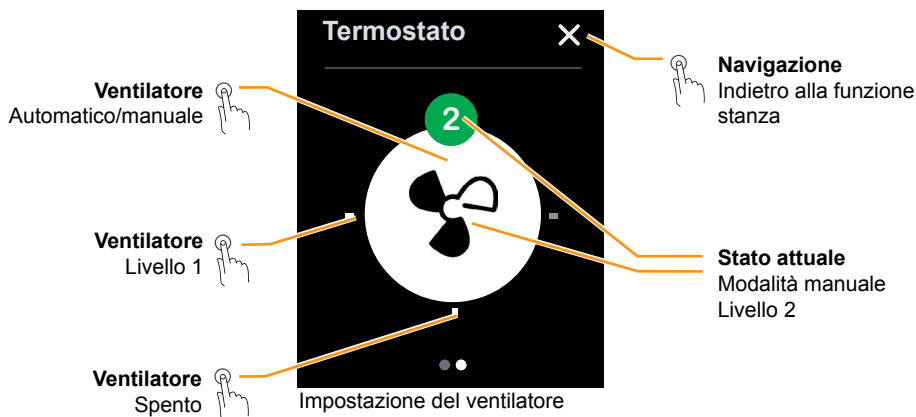 Termostato
Ventilatore
Automatico/manuale
Navigazione
Indietro alla funzione
stanza
2
Ventilatore
Livello 1
Stato attuale
Modalità manuale
Livello 2
Ventilatore
Spento
Impostazione del ventilatore